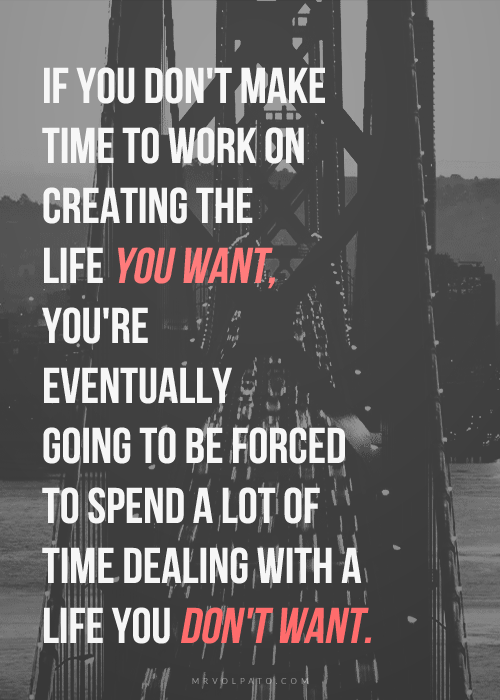 IF YOU DON'T MAKE
TIME TO WORK ON
CREATING THE
LIFE YOU WANT,
YOU'RE
EVENTUALLY
GOING TO BE FORCED
TO SPEND A LOT OF
TIME DEALING WITH A
LIFE YOU DON'T WANT.
MRVOLPATO.COM